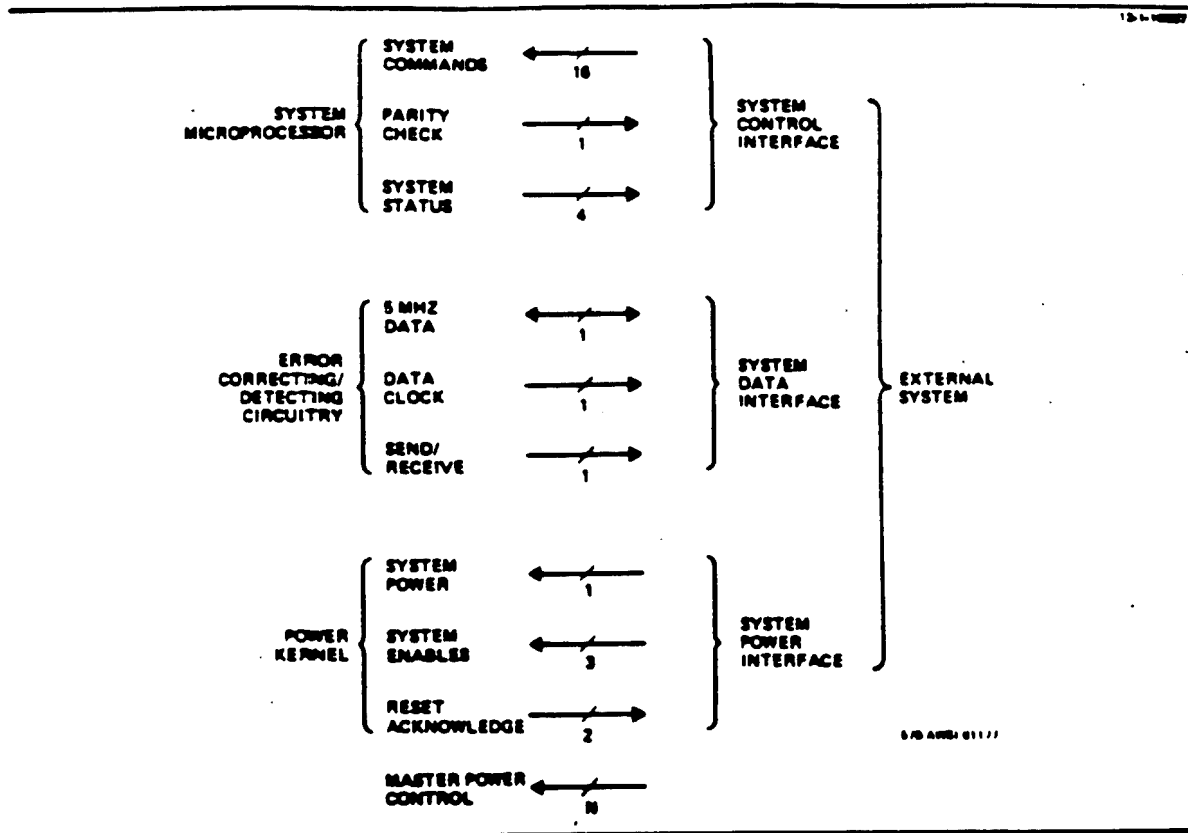 SYSTEM
COMMANDS
16
SYSTEM
MICROPROCESSOR
PARITY
CHECK
1
SYSTEM
CONTROL
INTERFACE
SYSTEM
STATUS
4
5 MHZ
DATA
1
ERROR
CORRECTING/
DETECTING
CIRCUITRY
DATA
CLOCK
1
SYSTEM
DATA
INTERFACE
EXTERNAL
SYSTEM
SEND/
RECEIVE
1
SYSTEM
POWER
1
POWER
KERNEL
SYSTEM
ENABLES
3
SYSTEM
POWER
INTERFACE
RESET
ACKNOWLEDGE
2
MASTER POWER
CONTROL
N